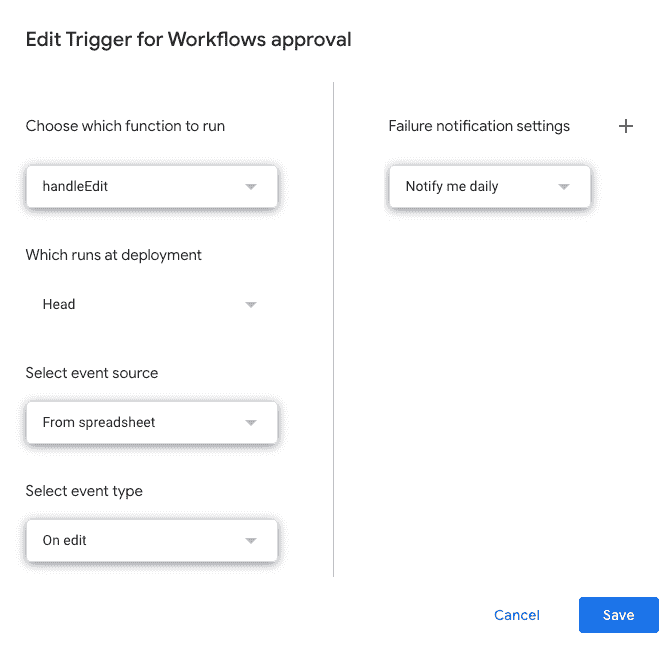 Edit Trigger for Workflows approval
Choose which function to run
handleEdit
Which runs at deployment
Head
Select event source
From spreadsheet
Select event type
On edit
Failure notification settings
Notify me daily
Cancel
Save